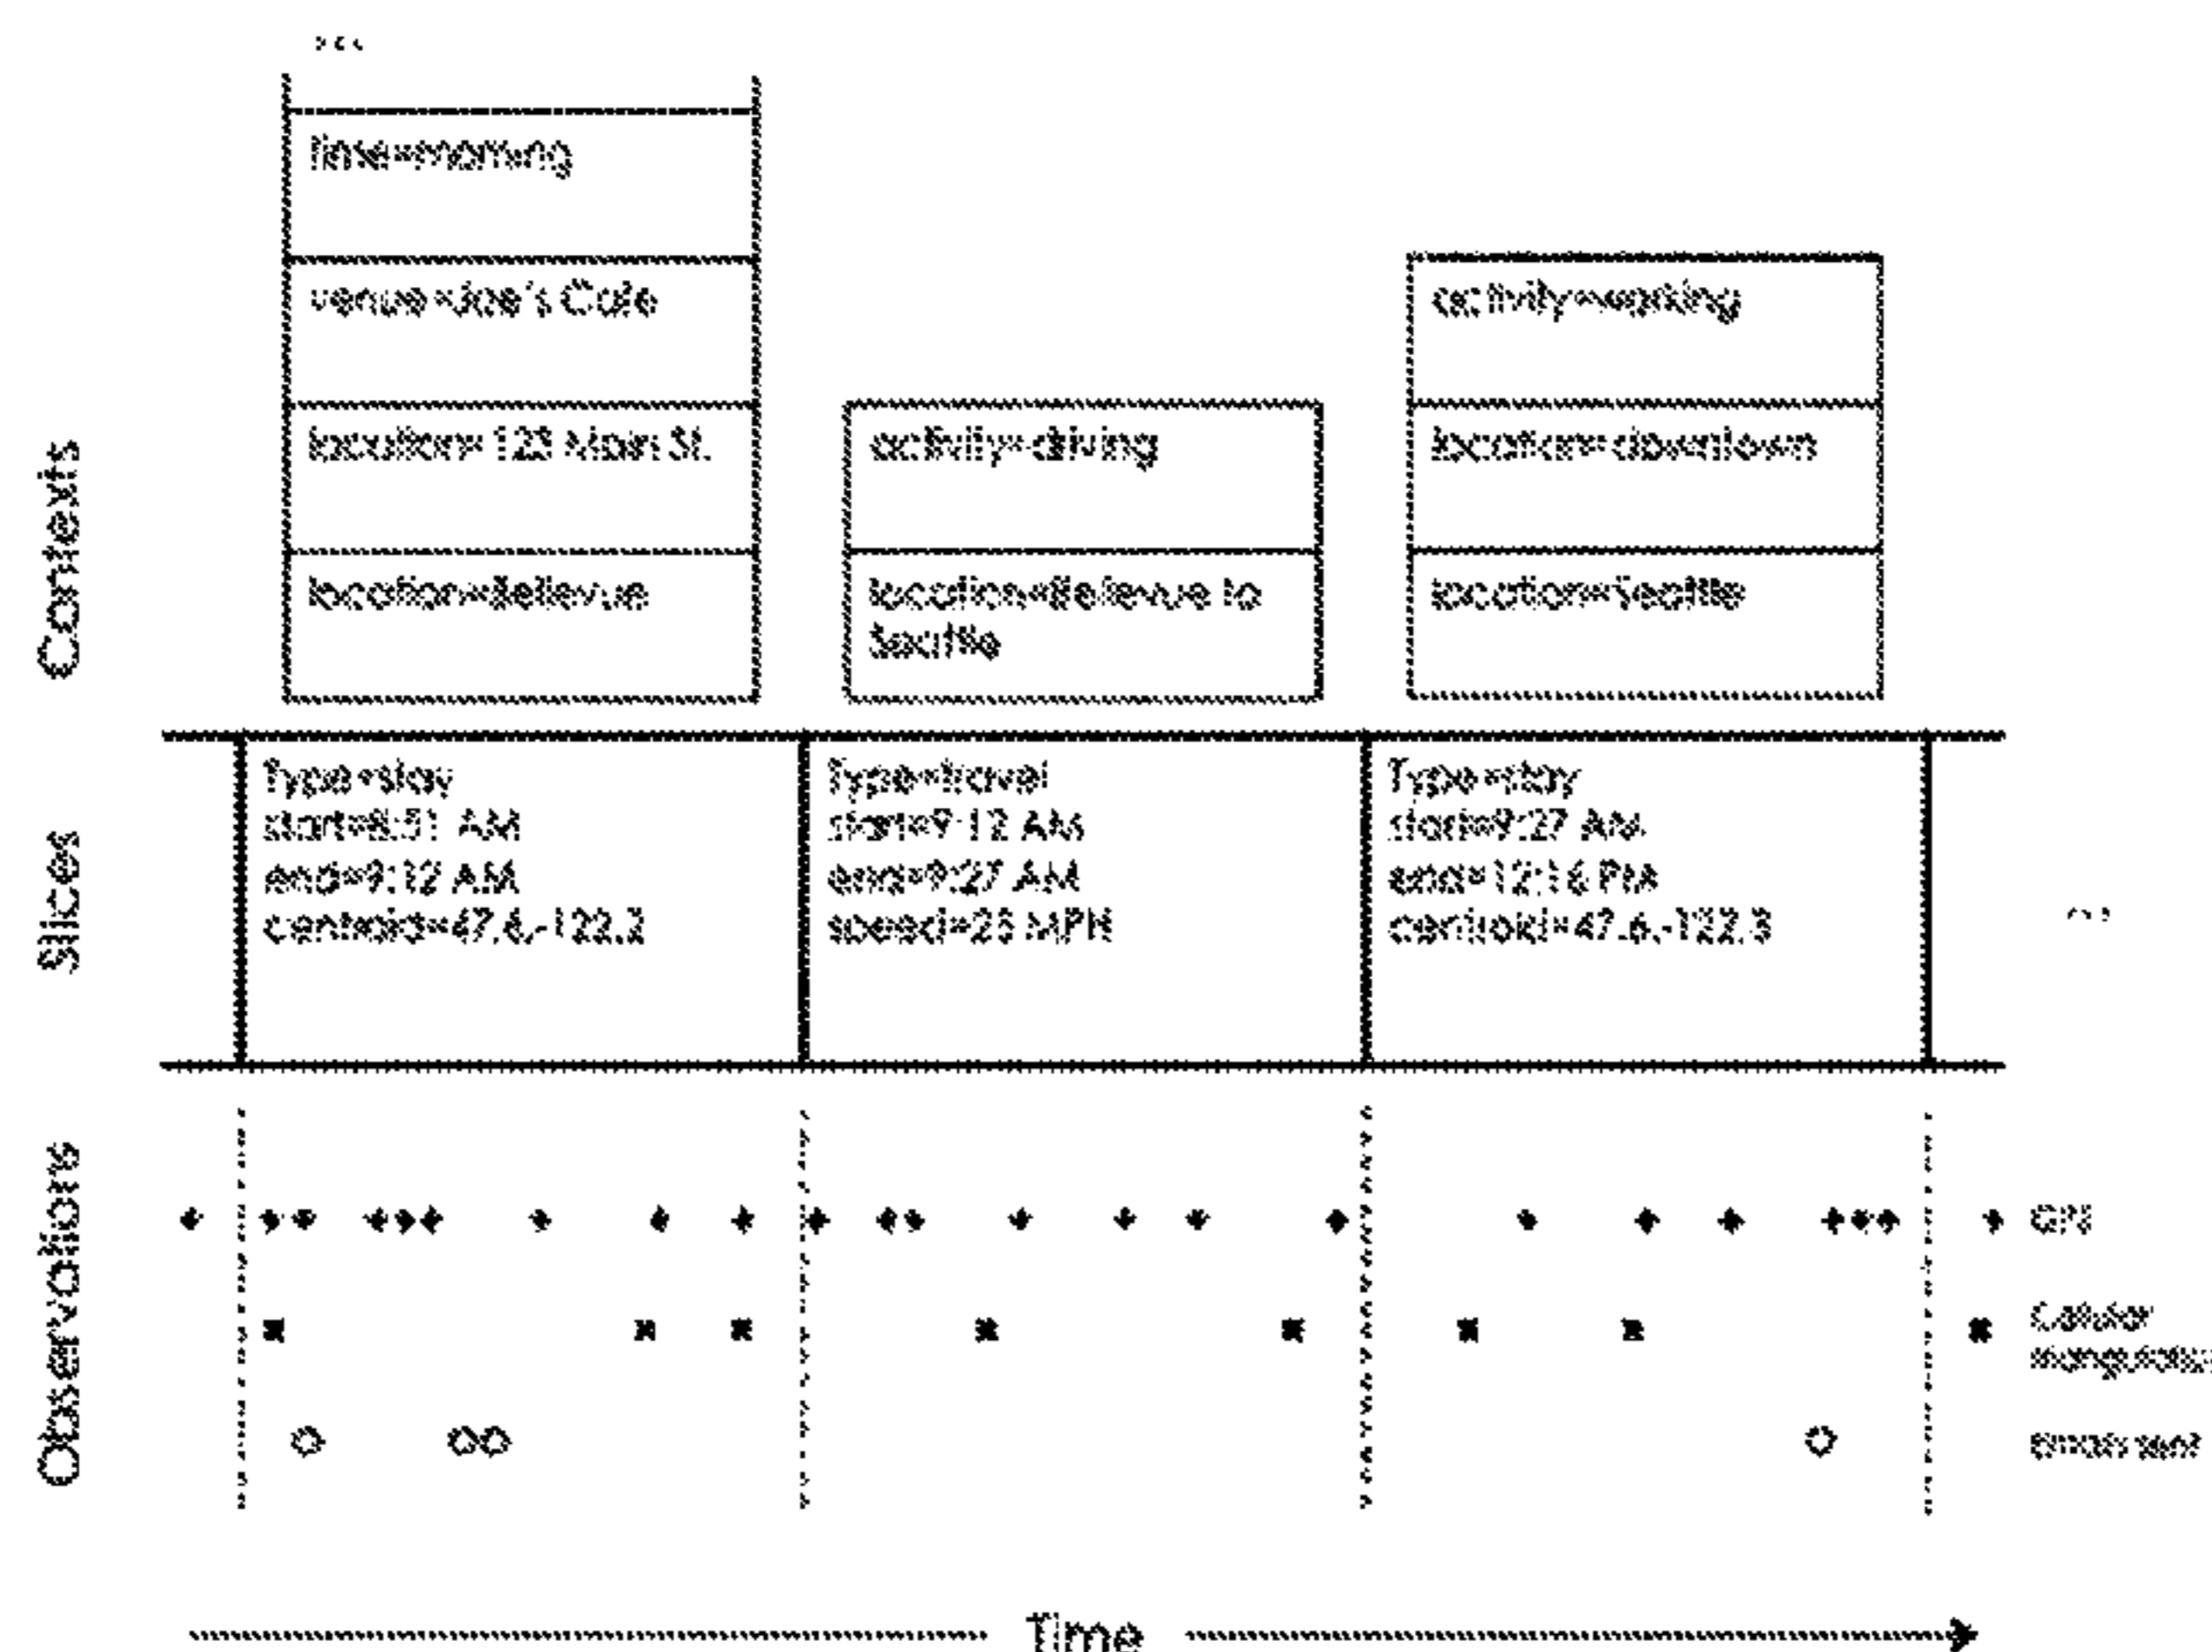 ...
time=morning
venue=Joe's Cafe
location=123 Main St.
location=Bellevue
activity=driving
location=Bellevue to
Seattle
activity=working
location=downtown
location=Seattle
Contexts
Type=stay
start=8:51 AM
end=9:12 AM
centroid=47.6,-122.2
Type=travel
start=9:12 AM
end=9:27 AM
speed=25 MPH
Type=stay
start=9:27 AM
end=12:16 PM
centroid=47.6,-122.3
Slices
Observations
GPS
Cellular
emails sent
Time